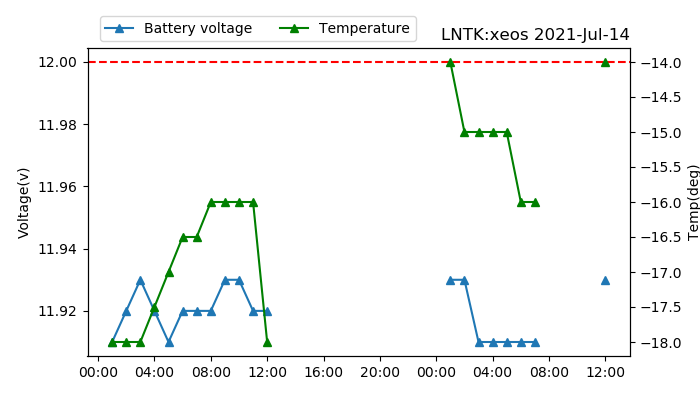 Battery voltage
Temperature
LNTK:xeos 2021-Jul-14
12.00
11.98
11.96
11.94
11.92
Voltage(v)
−14.0
−14.5
−15.0
−15.5
−16.0
−16.5
−17.0
−17.5
−18.0
Temp(deg)
00:00 04:00 08:00 12:00 16:00 20:00 00:00 04:00 08:00 12:00